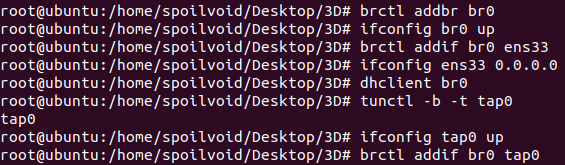 root@ubuntu:/home/spoilvoid/Desktop/3D# brctl addbr br0
root@ubuntu:/home/spoilvoid/Desktop/3D# ifconfig br0 up
root@ubuntu:/home/spoilvoid/Desktop/3D# brctl addif br0 ens33
root@ubuntu:/home/spoilvoid/Desktop/3D# ifconfig ens33 0.0.0.0
root@ubuntu:/home/spoilvoid/Desktop/3D# dhclient br0
root@ubuntu:/home/spoilvoid/Desktop/3D# tunctl -b -t tap0
tap0
root@ubuntu:/home/spoilvoid/Desktop/3D# ifconfig tap0 up
root@ubuntu:/home/spoilvoid/Desktop/3D# brctl addif br0 tap0